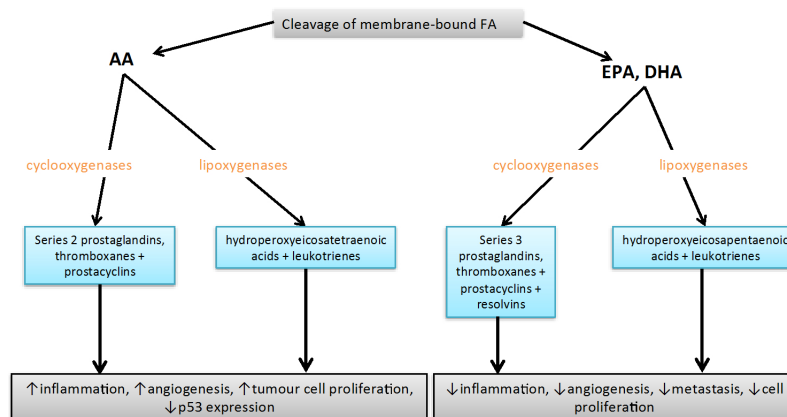 Cleavage of membrane-bound FA
AA
EPA, DHA
cyclooxygenases
lipoxygenases
cyclooxygenases
lipoxygenases
Series 2 prostaglandins,
thromboxanes +
prostacyclins
hydroperoxyeicosatetraenoic
acids + leukotrienes
Series 3
prostaglandins,
thromboxanes +
prostacyclins +
resolvins
hydroperoxyeicosapentaenoic
acids + leukotrienes
↑inflammation, ↑angiogenesis, ↑tumour cell proliferation,
↓p53 expression
↓inflammation, ↓angiogenesis, ↓metastasis, ↓cell
proliferation